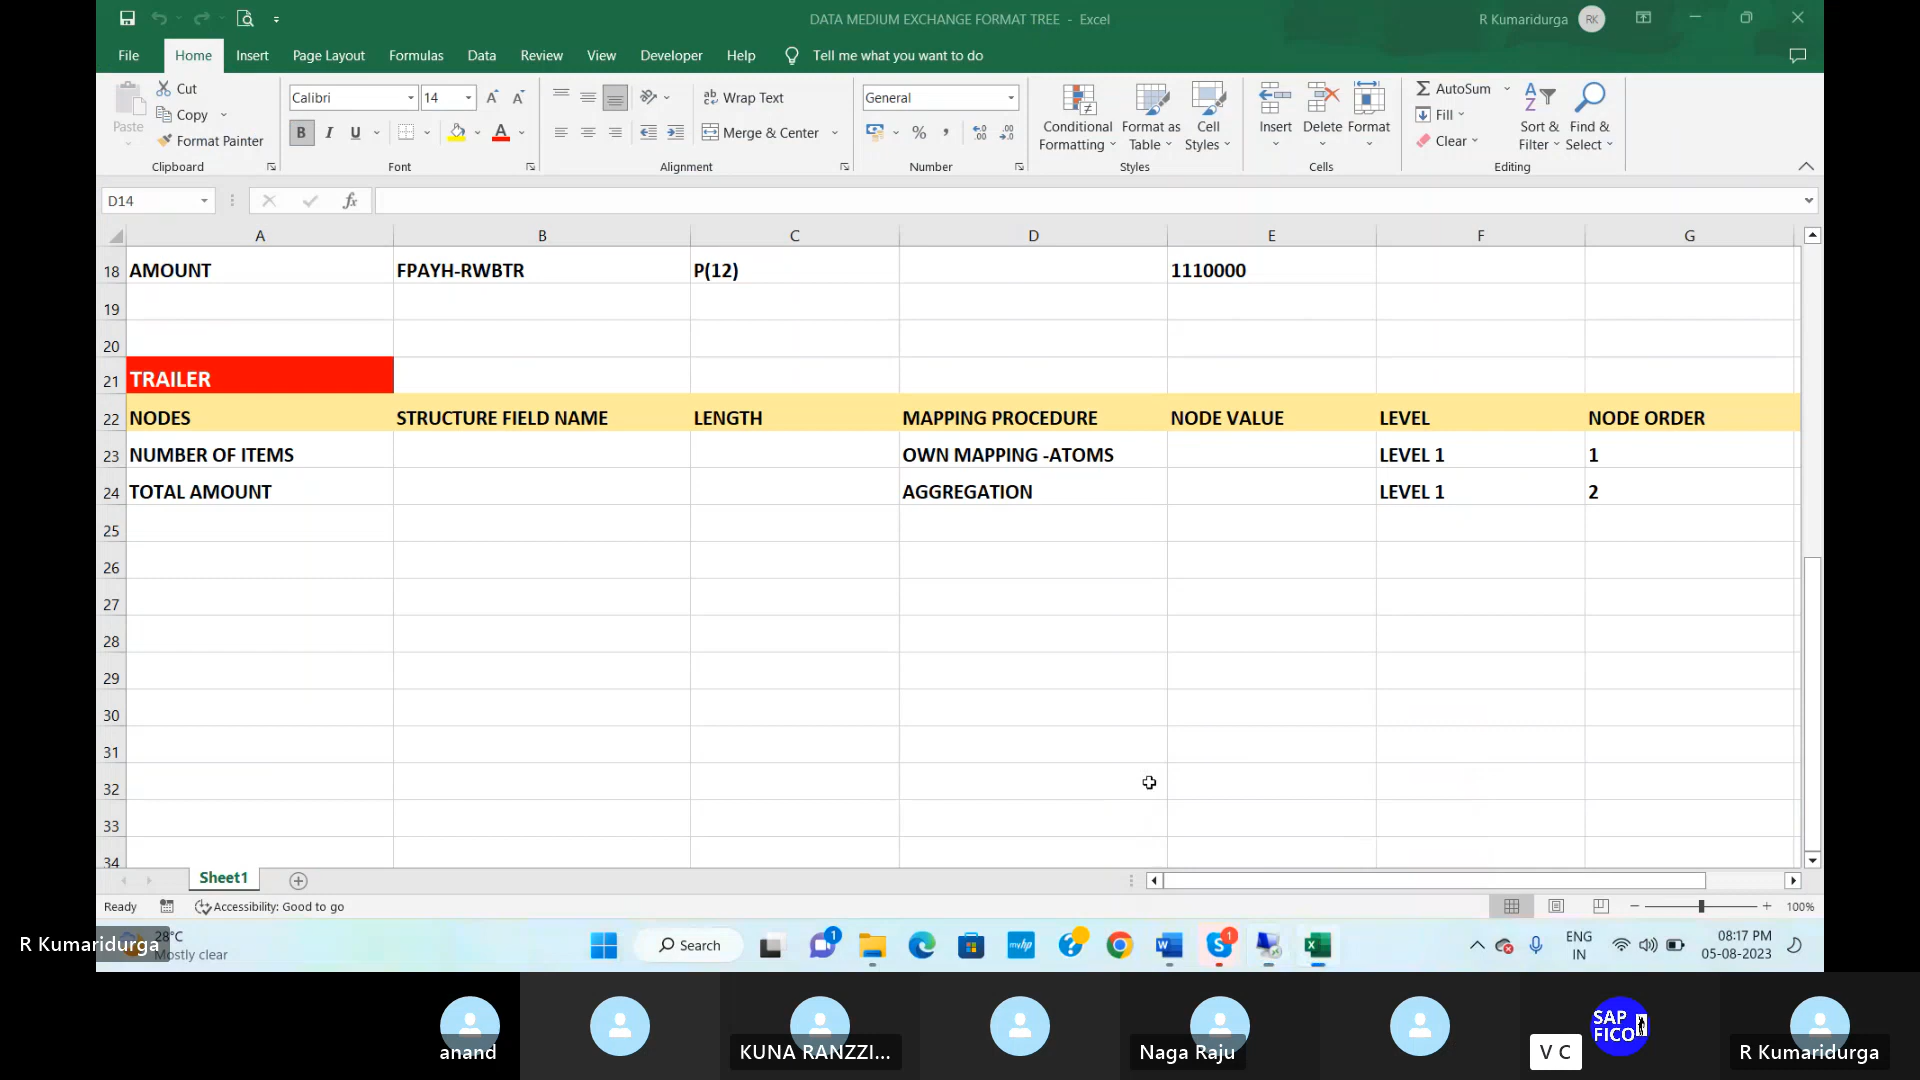 DATA MEDIUM EXCHANGE FORMAT TREE - Excel
R Kumaridurga RK
File Home Insert Page Layout Formulas Data Review View Developer Help Tell me what you want to do
Paste Cut Copy Format Painter Clipboard
Calibri 14 A A B I U A Font
ab Wrap Text Merge & Center Alignment
General % , Number
Conditional Formatting Format as Table Cell Styles Styles
Insert Delete Format Cells
AutoSum Fill Clear Sort & Filter Find & Select Editing
D14 fx
A B C D E F G
18 AMOUNT FPAYH-RWBTR P(12) 1110000
19
20
21 TRAILER
22 NODES STRUCTURE FIELD NAME LENGTH MAPPING PROCEDURE NODE VALUE LEVEL NODE ORDER
23 NUMBER OF ITEMS OWN MAPPING -ATOMS LEVEL 1 1
24 TOTAL AMOUNT AGGREGATION LEVEL 1 2
25
26
27
28
29
30
31
32
33
34
Sheet1
Ready Accessibility: Good to go 100%
R Kumaridurga
28°C
Mostly clear
Search
1
myhp
1
ENG
IN
08:17 PM
05-08-2023
anand
KUNA RANZZI...
Naga Raju
SAP
FICO
V C
R Kumaridurga